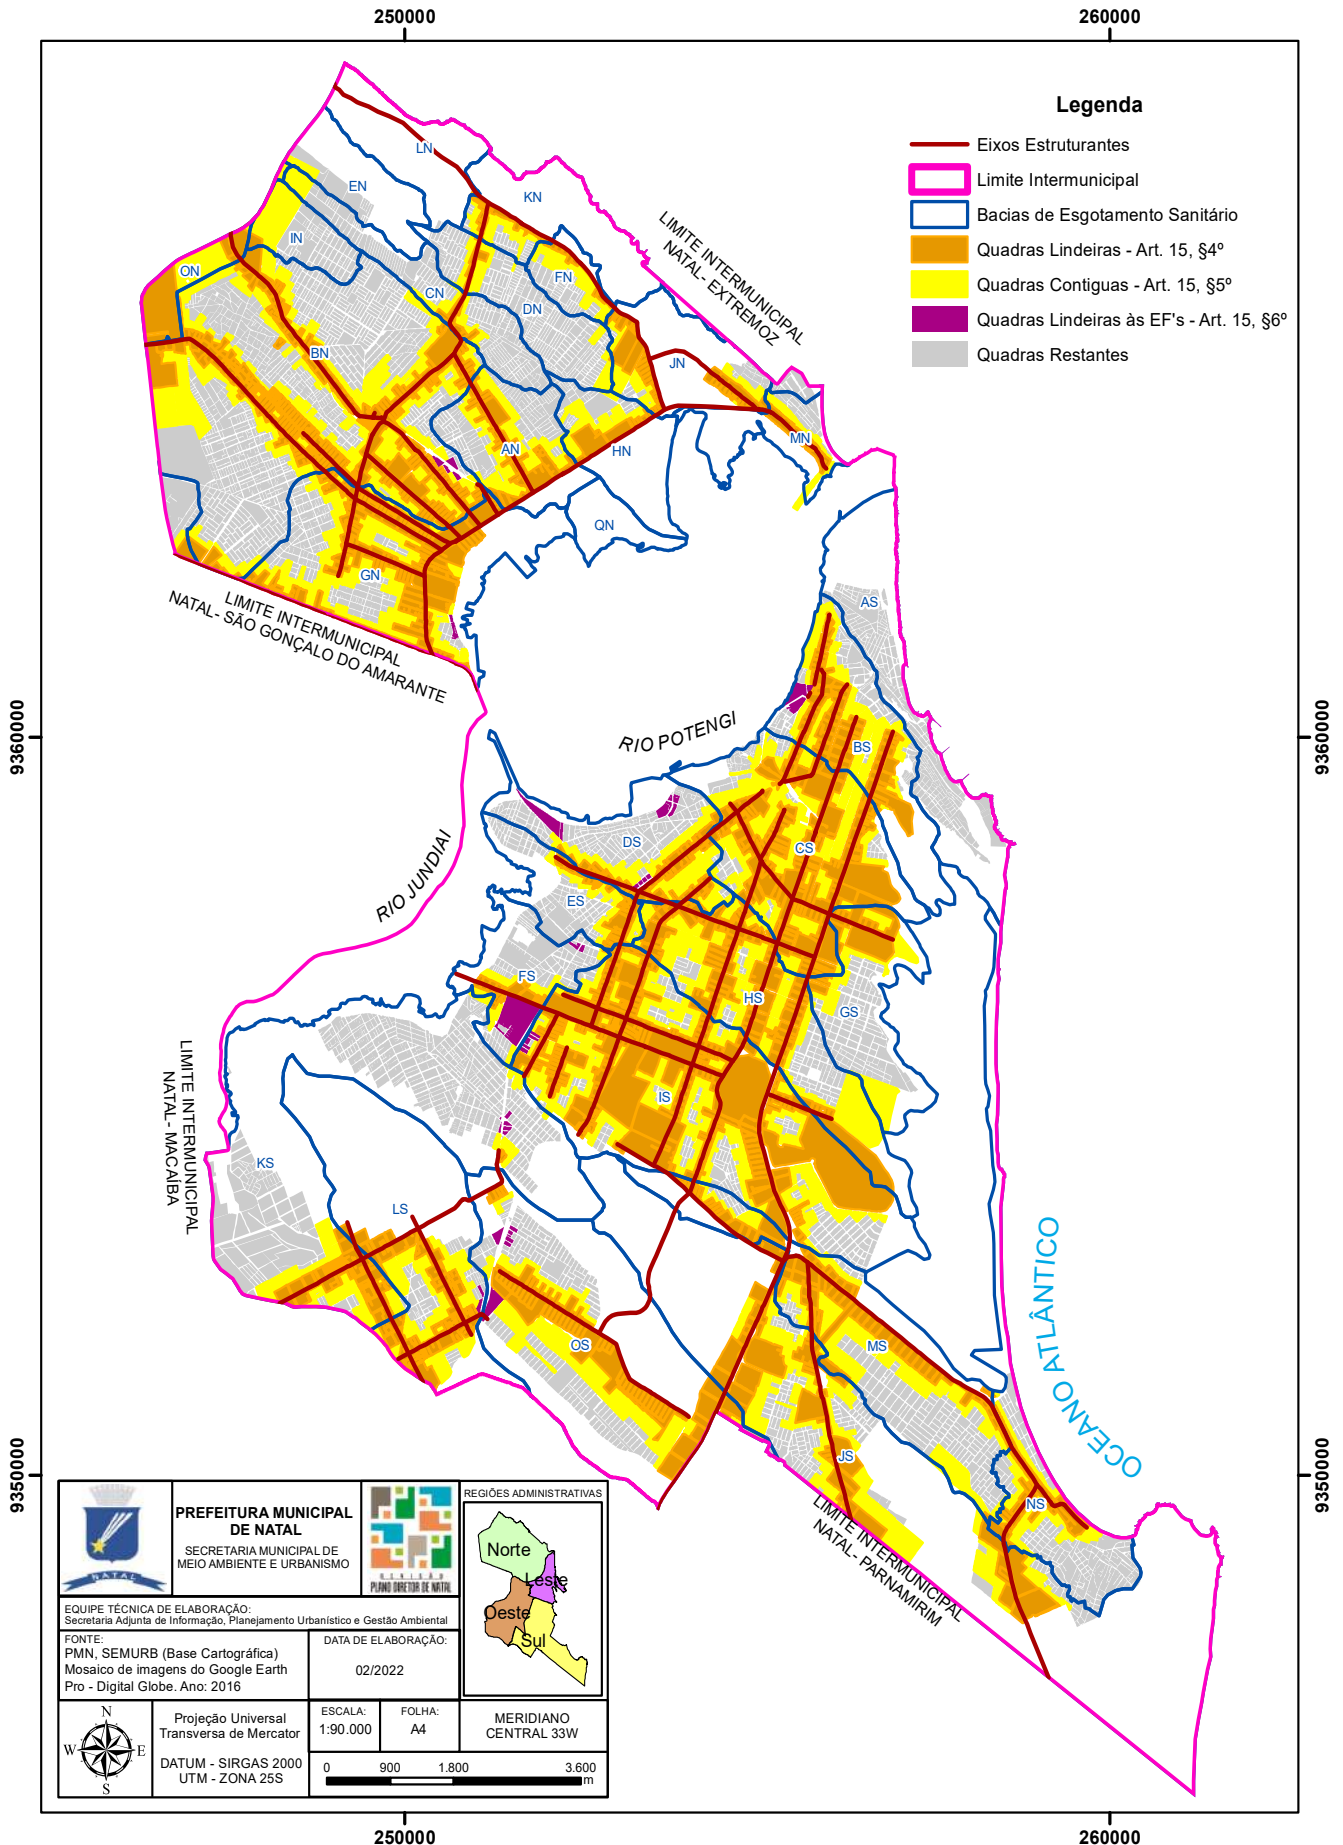 250000
260000
Legenda
Eixos Estruturantes
Limite Intermunicipal
Bacias de Esgotamento Sanitário
Quadras Lindeiras - Art. 15, §4º
Quadras Contiguas - Art. 15, §5º
Quadras Lindeiras às EF's - Art. 15, §6º
Quadras Restantes
LN
EN
KN
IN
ON
CN
FN
DN
BN
JN
AN
HN
MN
QN
GN
LIMITE INTERMUNICIPAL
NATAL- EXTREMOZ
LIMITE INTERMUNICIPAL
NATAL- SÃO GONÇALO DO AMARANTE
AS
BS
RIO POTENGI
9360000
9360000
DS
CS
RIO JUNDIAI
ES
FS
HS
GS
IS
LIMITE INTERMUNICIPAL
NATAL- MACAÍBA
KS
LS
OS
MS
JS
NS
OCEANO ATLÂNTICO
LIMITE INTERMUNICIPAL
NATAL- PARNAMIRIM
9350000
9350000
NATAL
PREFEITURA MUNICIPAL
DE NATAL
SECRETARIA MUNICIPAL DE
MEIO AMBIENTE E URBANISMO
REVISÃO
PLANO DIRETOR DE NATAL
REGIÕES ADMINISTRATIVAS
Norte
Leste
Oeste
Sul
EQUIPE TÉCNICA DE ELABORAÇÃO:
Secretaria Adjunta de Informação, Planejamento Urbanístico e Gestão Ambiental
FONTE:
PMN, SEMURB (Base Cartográfica)
Mosaico de imagens do Google Earth
Pro - Digital Globe. Ano: 2016
DATA DE ELABORAÇÃO:
02/2022
N
W
E
S
Projeção Universal
Transversa de Mercator
DATUM - SIRGAS 2000
UTM - ZONA 25S
ESCALA:
1:90.000
FOLHA:
A4
MERIDIANO
CENTRAL 33W
0 900 1.800 3.600
m
250000
260000